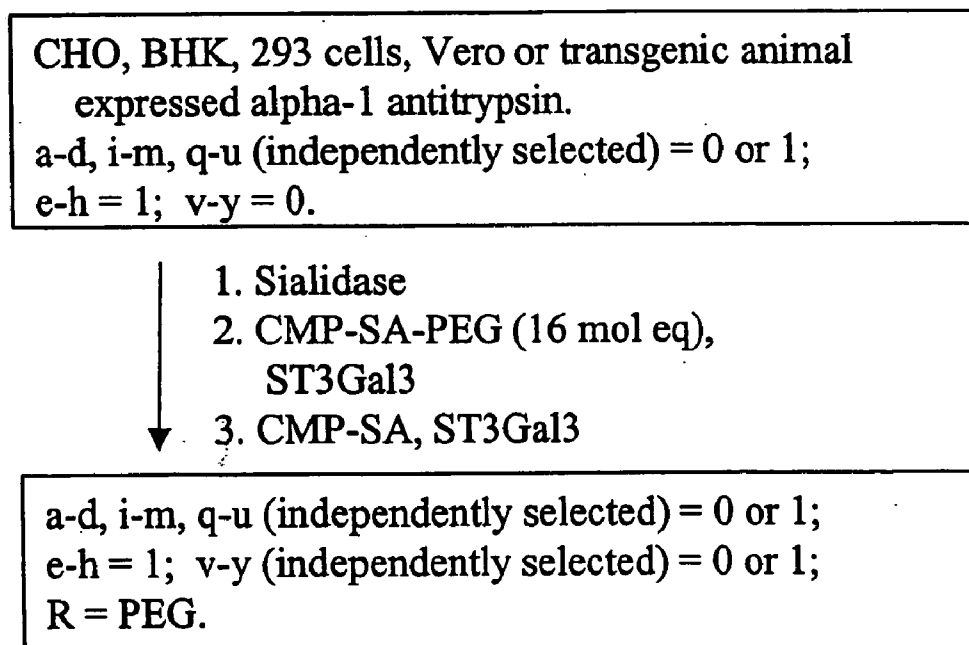 CHO, BHK, 293 cells, Vero or transgenic animal
expressed alpha-1 antitrypsin.
a-d, i-m, q-u (independently selected) = 0 or 1;
e-h = 1; v-y = 0.
1. Sialidase
2. CMP-SA-PEG (16 mol eq),
ST3Gal3
3. CMP-SA, ST3Gal3
a-d, i-m, q-u (independently selected) = 0 or 1;
e-h = 1; v-y (independently selected) = 0 or 1;
R = PEG.